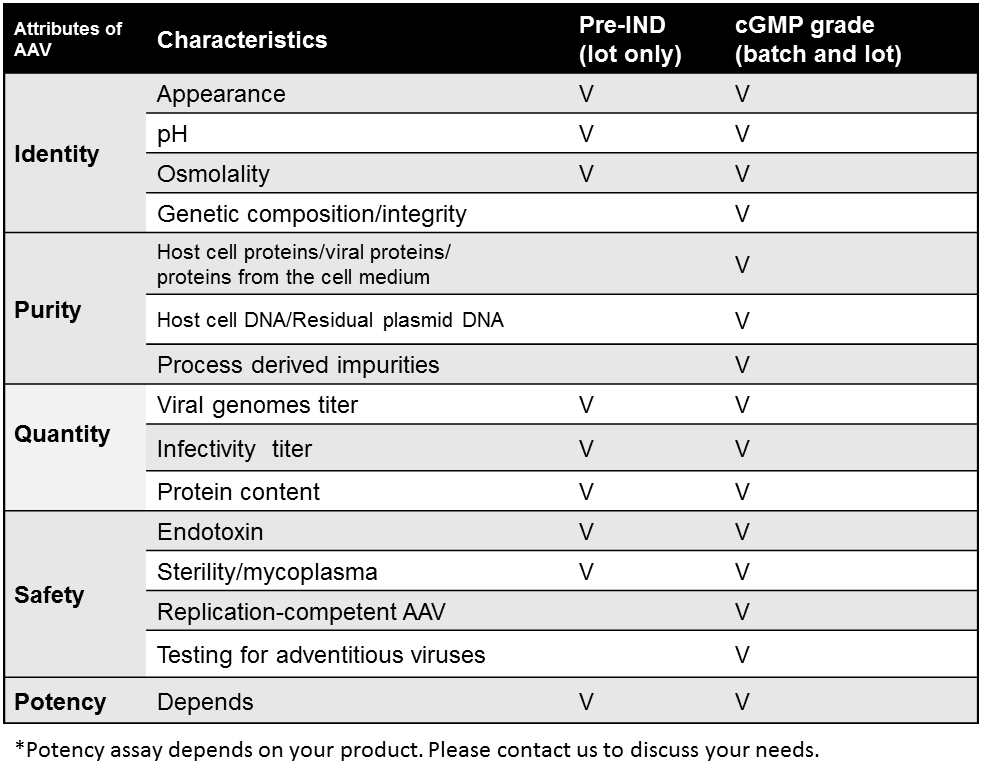 Attributes of AAV Characteristics Pre-IND (lot only) cGMP grade (batch and lot)
Identity
Appearance V V
pH V V
Osmolality V V
Genetic composition/integrity V
Purity
Host cell proteins/viral proteins/
proteins from the cell medium V
Host cell DNA/Residual plasmid DNA V
Process derived impurities V
Quantity
Viral genomes titer V V
Infectivity titer V V
Protein content V V
Safety
Endotoxin V V
Sterility/mycoplasma V V
Replication-competent AAV V
Testing for adventitious viruses V
Potency Depends V V
*Potency assay depends on your product. Please contact us to discuss your needs.